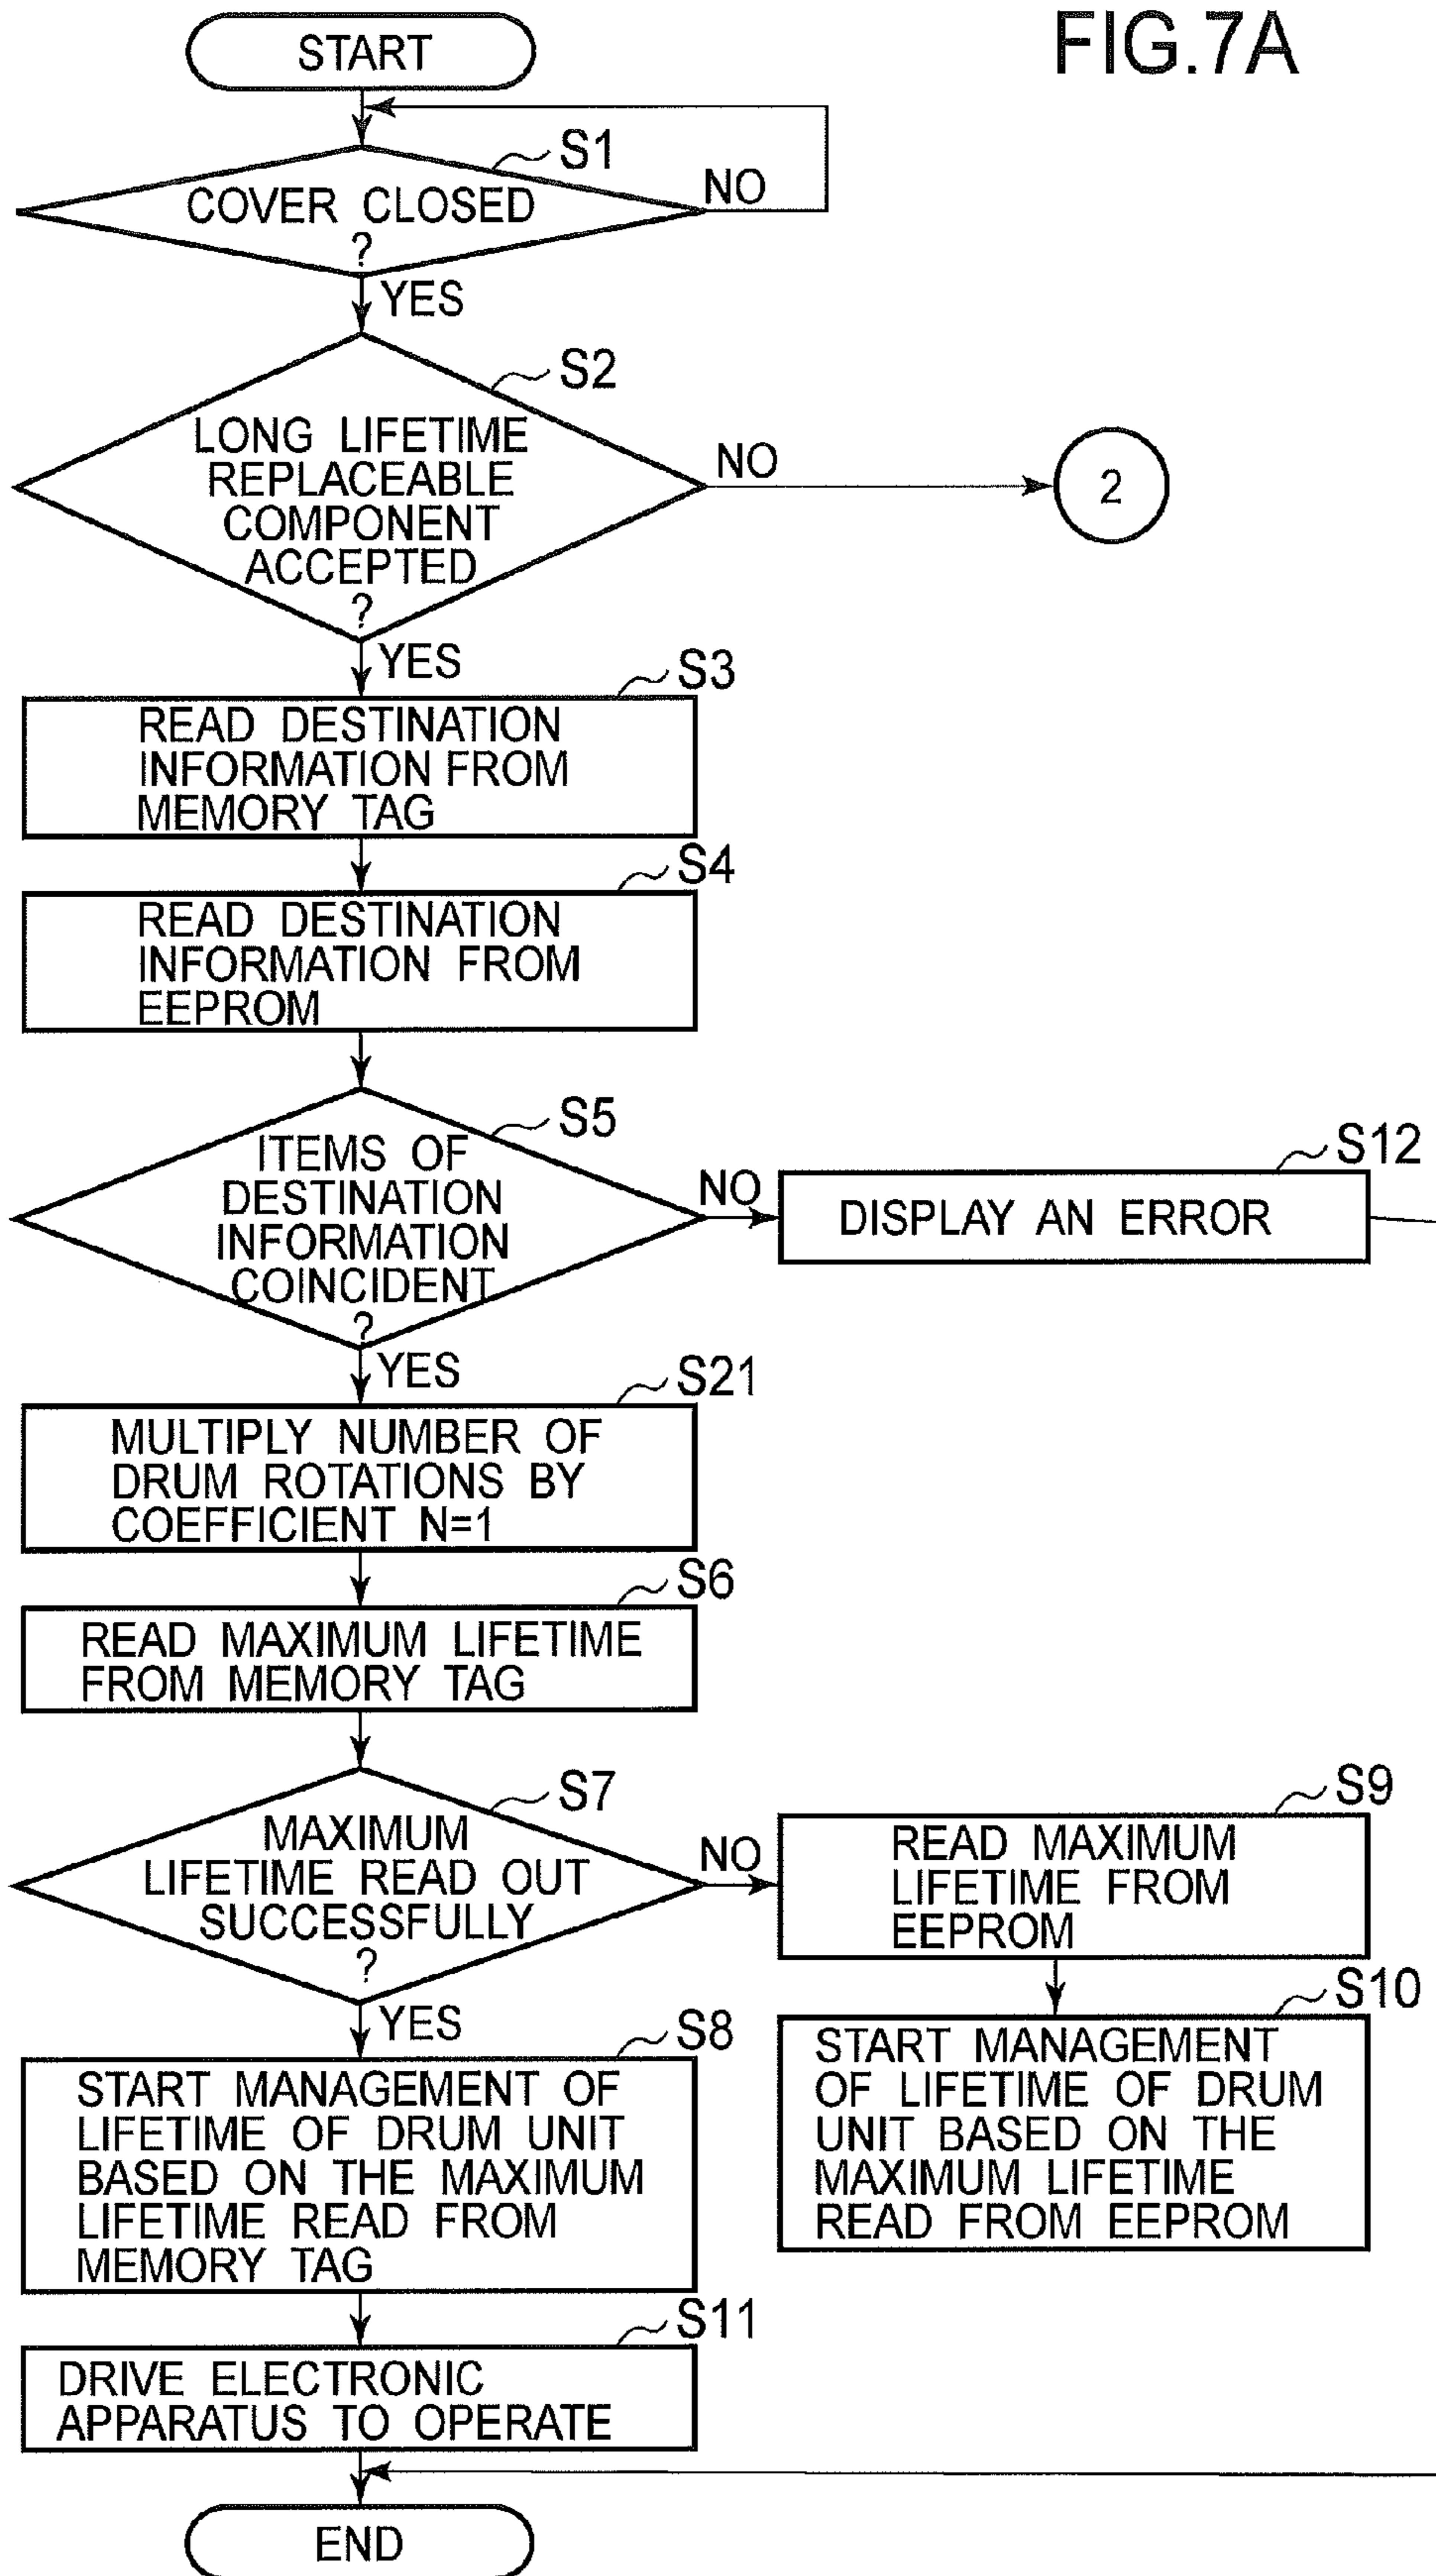 FIG.7A
START
S1
COVER CLOSED
?
NO
YES
S2
LONG LIFETIME
REPLACEABLE
COMPONENT
ACCEPTED
?
NO
2
YES
S3
READ DESTINATION
INFORMATION FROM
MEMORY TAG
S4
READ DESTINATION
INFORMATION FROM
EEPROM
S5
ITEMS OF
DESTINATION
INFORMATION
COINCIDENT
?
NO
S12
DISPLAY AN ERROR
YES
S21
MULTIPLY NUMBER OF
DRUM ROTATIONS BY
COEFFICIENT N=1
S6
READ MAXIMUM LIFETIME
FROM MEMORY TAG
S7
MAXIMUM
LIFETIME READ OUT
SUCCESSFULLY
?
NO
S9
READ MAXIMUM
LIFETIME FROM
EEPROM
YES
S8
START MANAGEMENT OF
LIFETIME OF DRUM UNIT
BASED ON THE MAXIMUM
LIFETIME READ FROM
MEMORY TAG
S10
START MANAGEMENT
OF LIFETIME OF DRUM
UNIT BASED ON THE
MAXIMUM LIFETIME
READ FROM EEPROM
S11
DRIVE ELECTRONIC
APPARATUS TO OPERATE
END